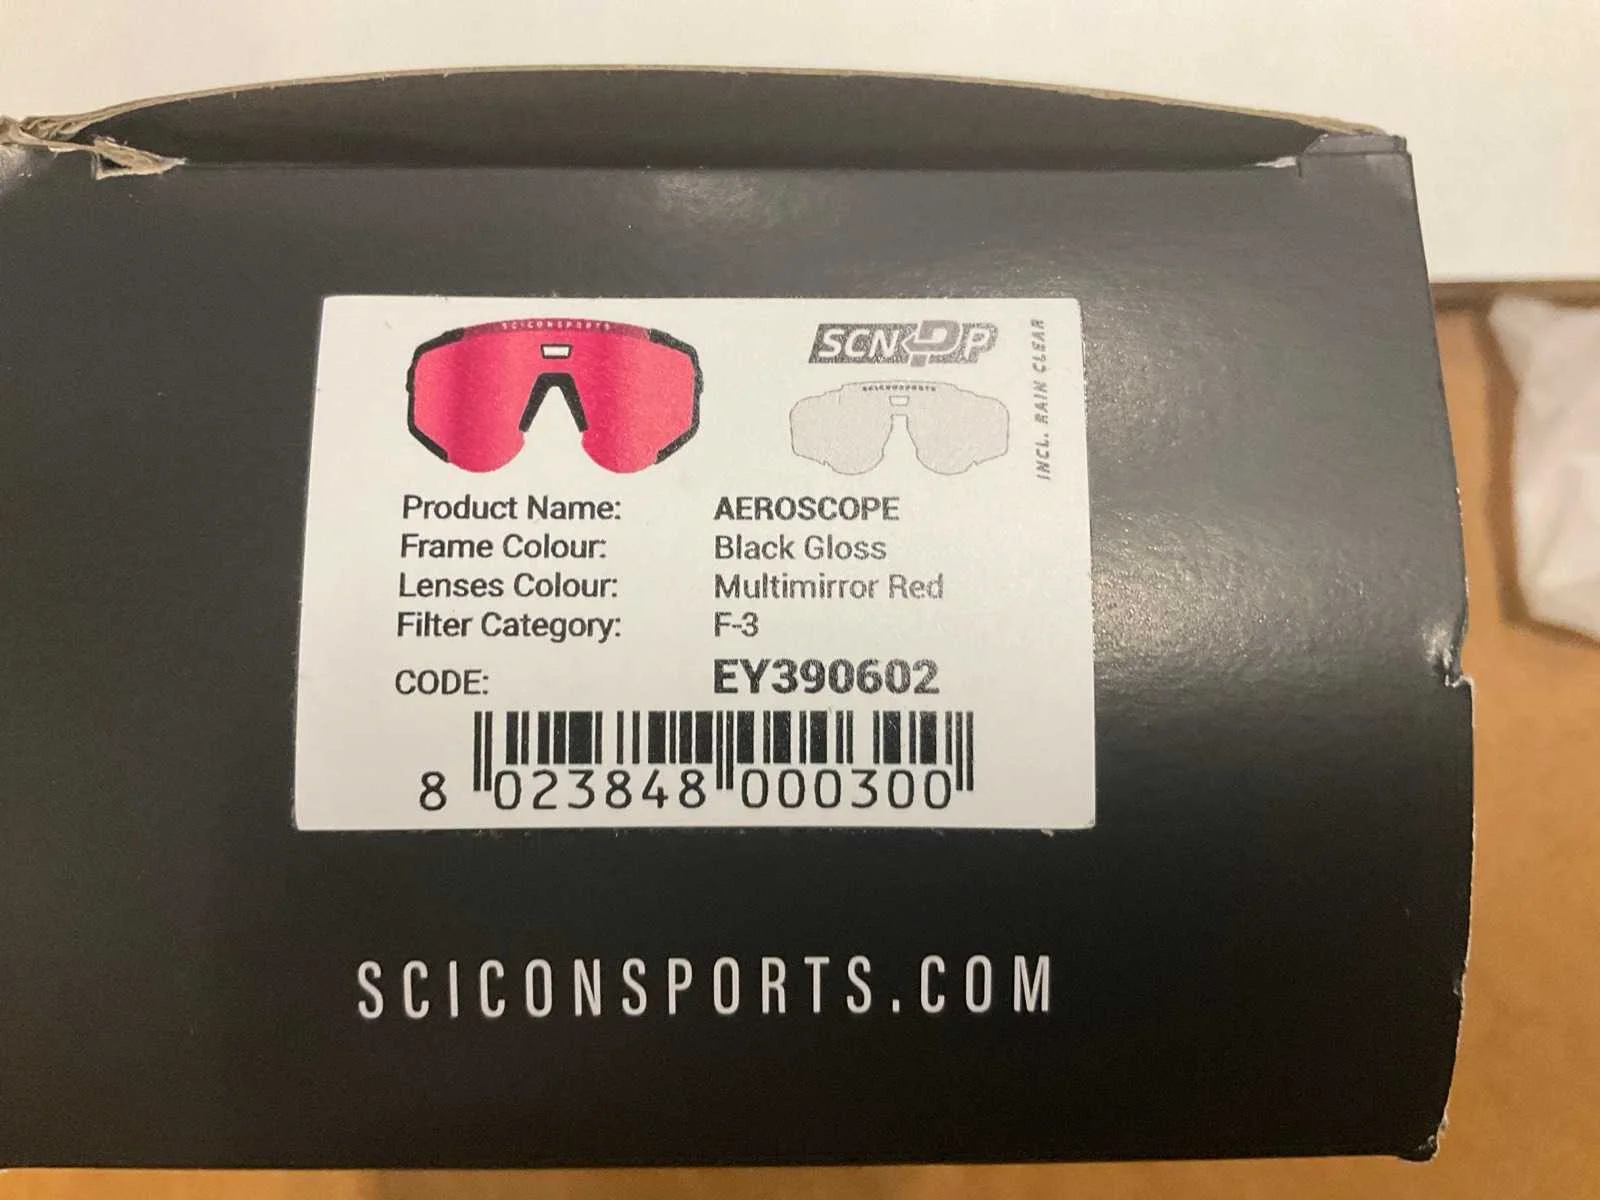 SCICONSPORTS
SCNPP
SCICONSPORTS
INCL. RAIN CLEAR
Product Name: AEROSCOPE
Frame Colour: Black Gloss
Lenses Colour: Multimirror Red
Filter Category: F-3
CODE: EY390602
8 023848 000300
SCICONSPORTS.COM